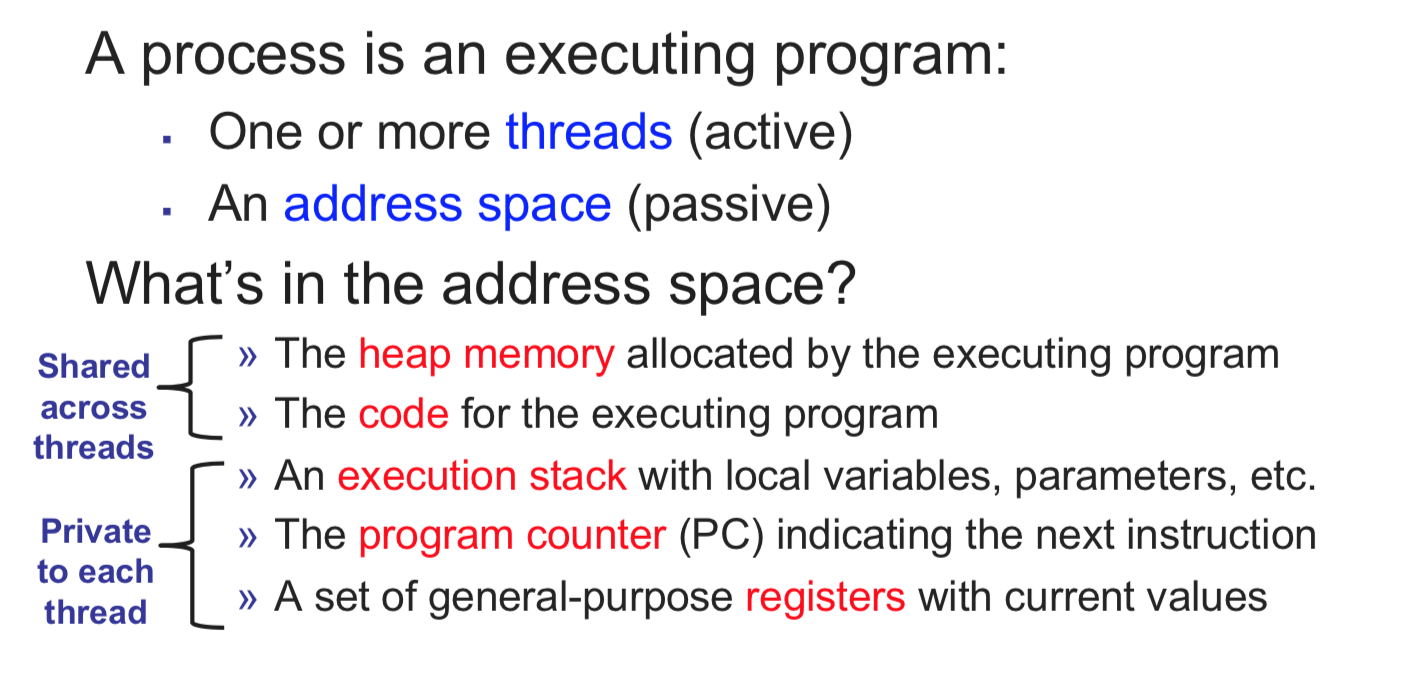 A process is an executing program:
▪ One or more threads (active)
▪ An address space (passive)
What’s in the address space?
Shared
across
threads
» The heap memory allocated by the executing program
» The code for the executing program
Private
to each
thread
» An execution stack with local variables, parameters, etc.
» The program counter (PC) indicating the next instruction
» A set of general-purpose registers with current values